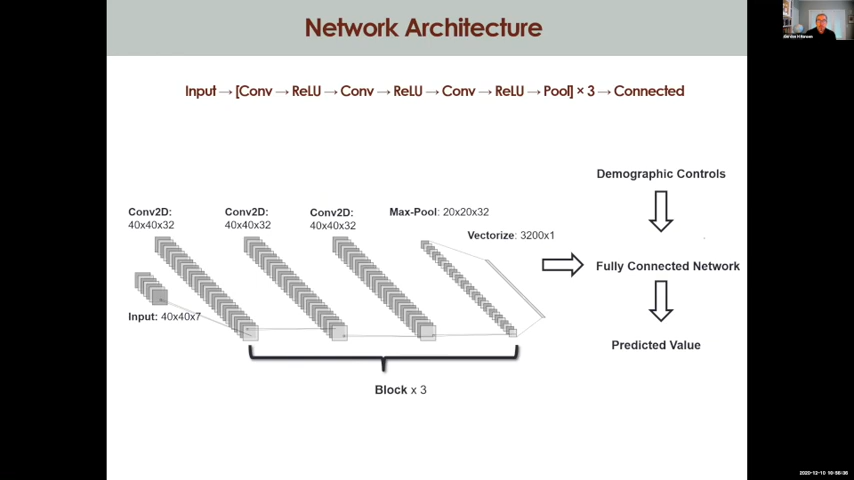 Network Architecture
Input → [Conv → ReLU → Conv → ReLU → Conv → ReLU → Pool] × 3 → Connected
Demographic Controls
Conv2D:
40x40x32
Conv2D:
40x40x32
Conv2D:
40x40x32
Max-Pool: 20x20x32
Vectorize: 3200x1
Fully Connected Network
Input: 40x40x7
Predicted Value
Block x 3